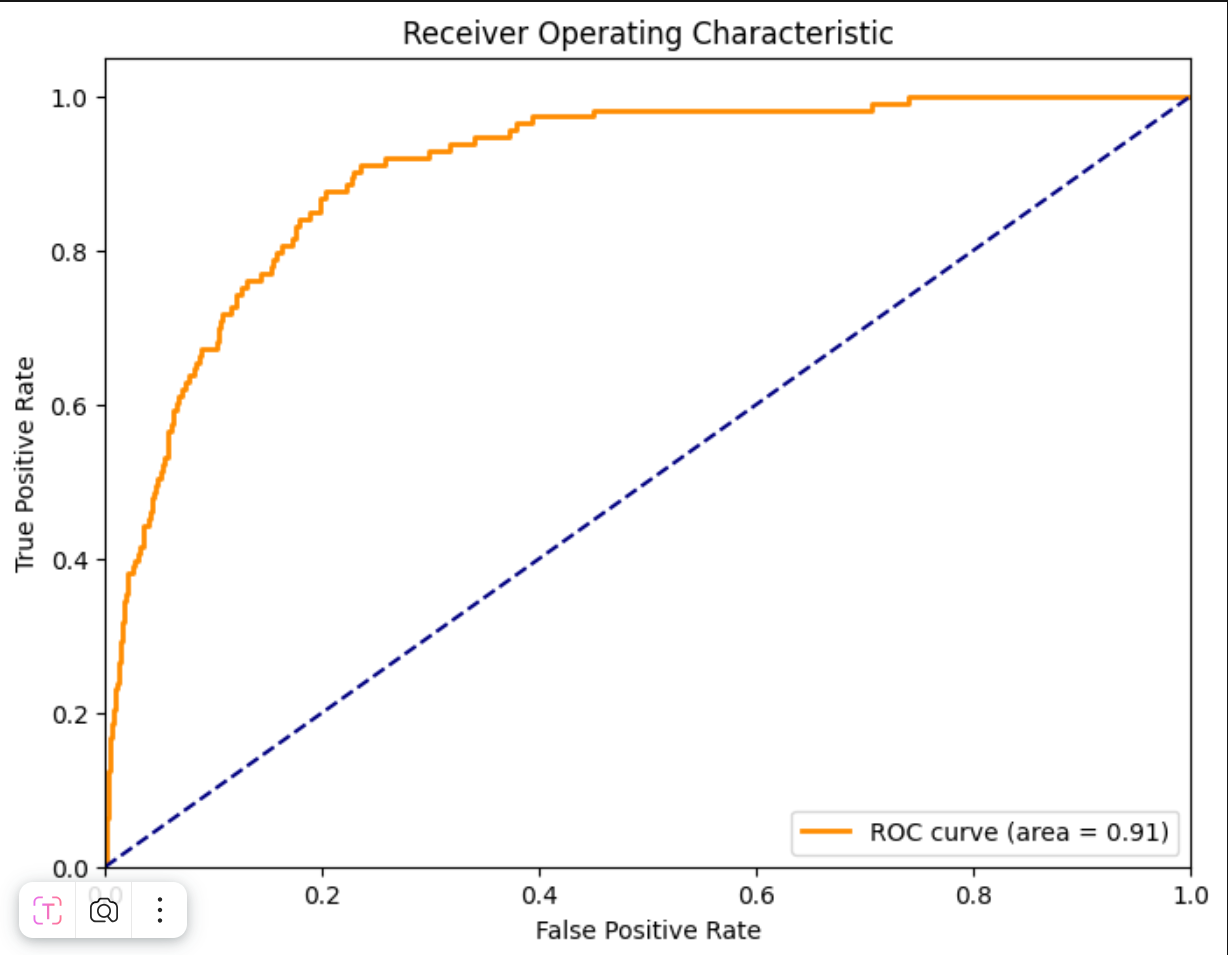 Receiver Operating Characteristic
True Positive Rate
1.0
0.8
0.6
0.4
0.2
0.0
ROC curve (area = 0.91)
0.0
0.2
0.4
0.6
0.8
1.0
False Positive Rate
T